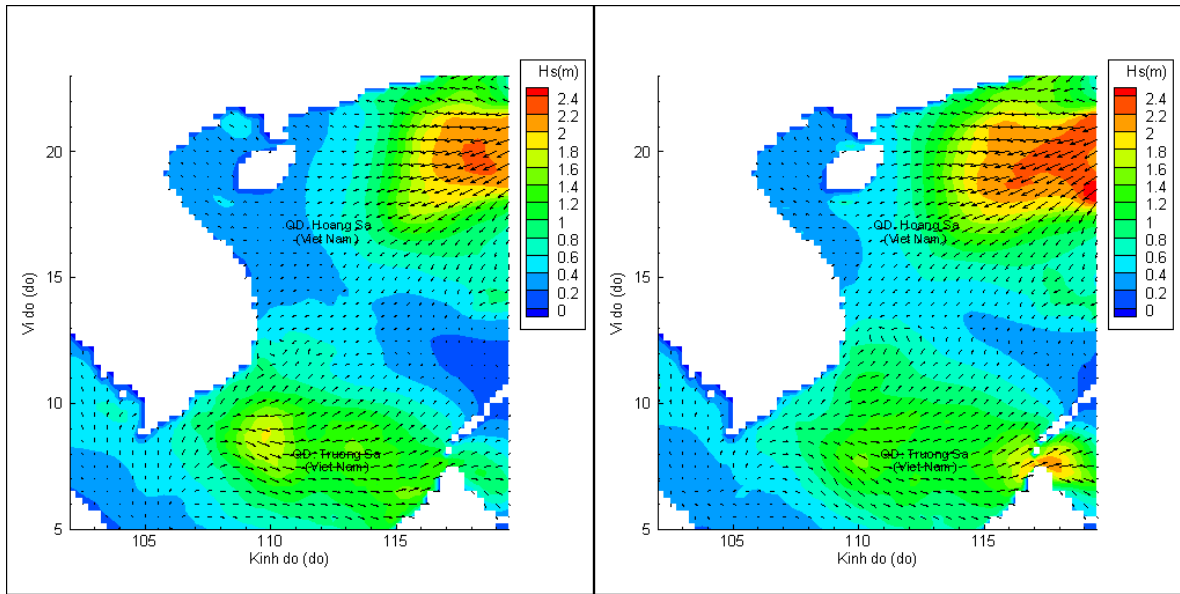 Hs(m)
2.4
2.2
2
1.8
1.6
1.4
1.2
1
0.8
0.6
0.4
0.2
0
20
15
10
5
105
110
115
Vi do (do)
Kinh do (do)
QD. Hoang Sa
(Viet Nam)
QD. Truong Sa
(Viet Nam)
Hs(m)
2.4
2.2
2
1.8
1.6
1.4
1.2
1
0.8
0.6
0.4
0.2
0
20
15
10
5
105
110
115
Vi do (do)
Kinh do (do)
QD. Hoang Sa
(Viet Nam)
QD. Truong Sa
(Viet Nam)